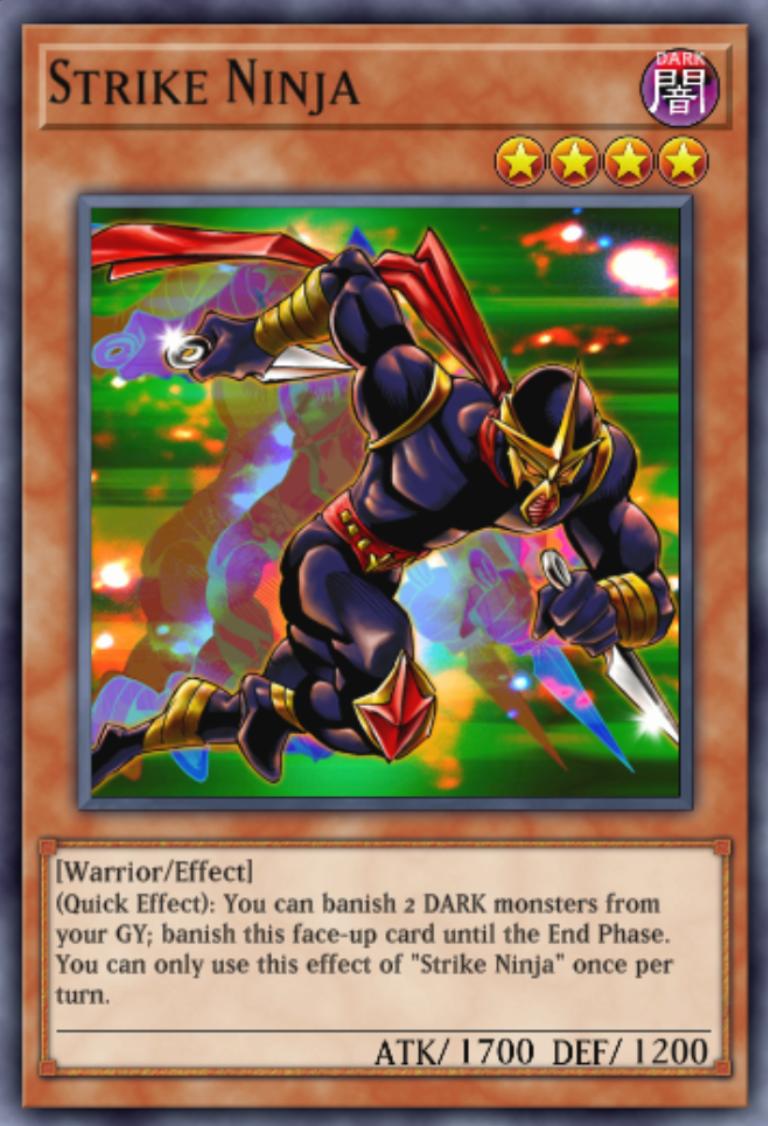 STRIKE NINJA
DARK
闇
[Warrior/Effect]
(Quick Effect): You can banish 2 DARK monsters from
your GY; banish this face-up card until the End Phase.
You can only use this effect of "Strike Ninja" once per
turn.
ATK/ 1700 DEF/ 1200